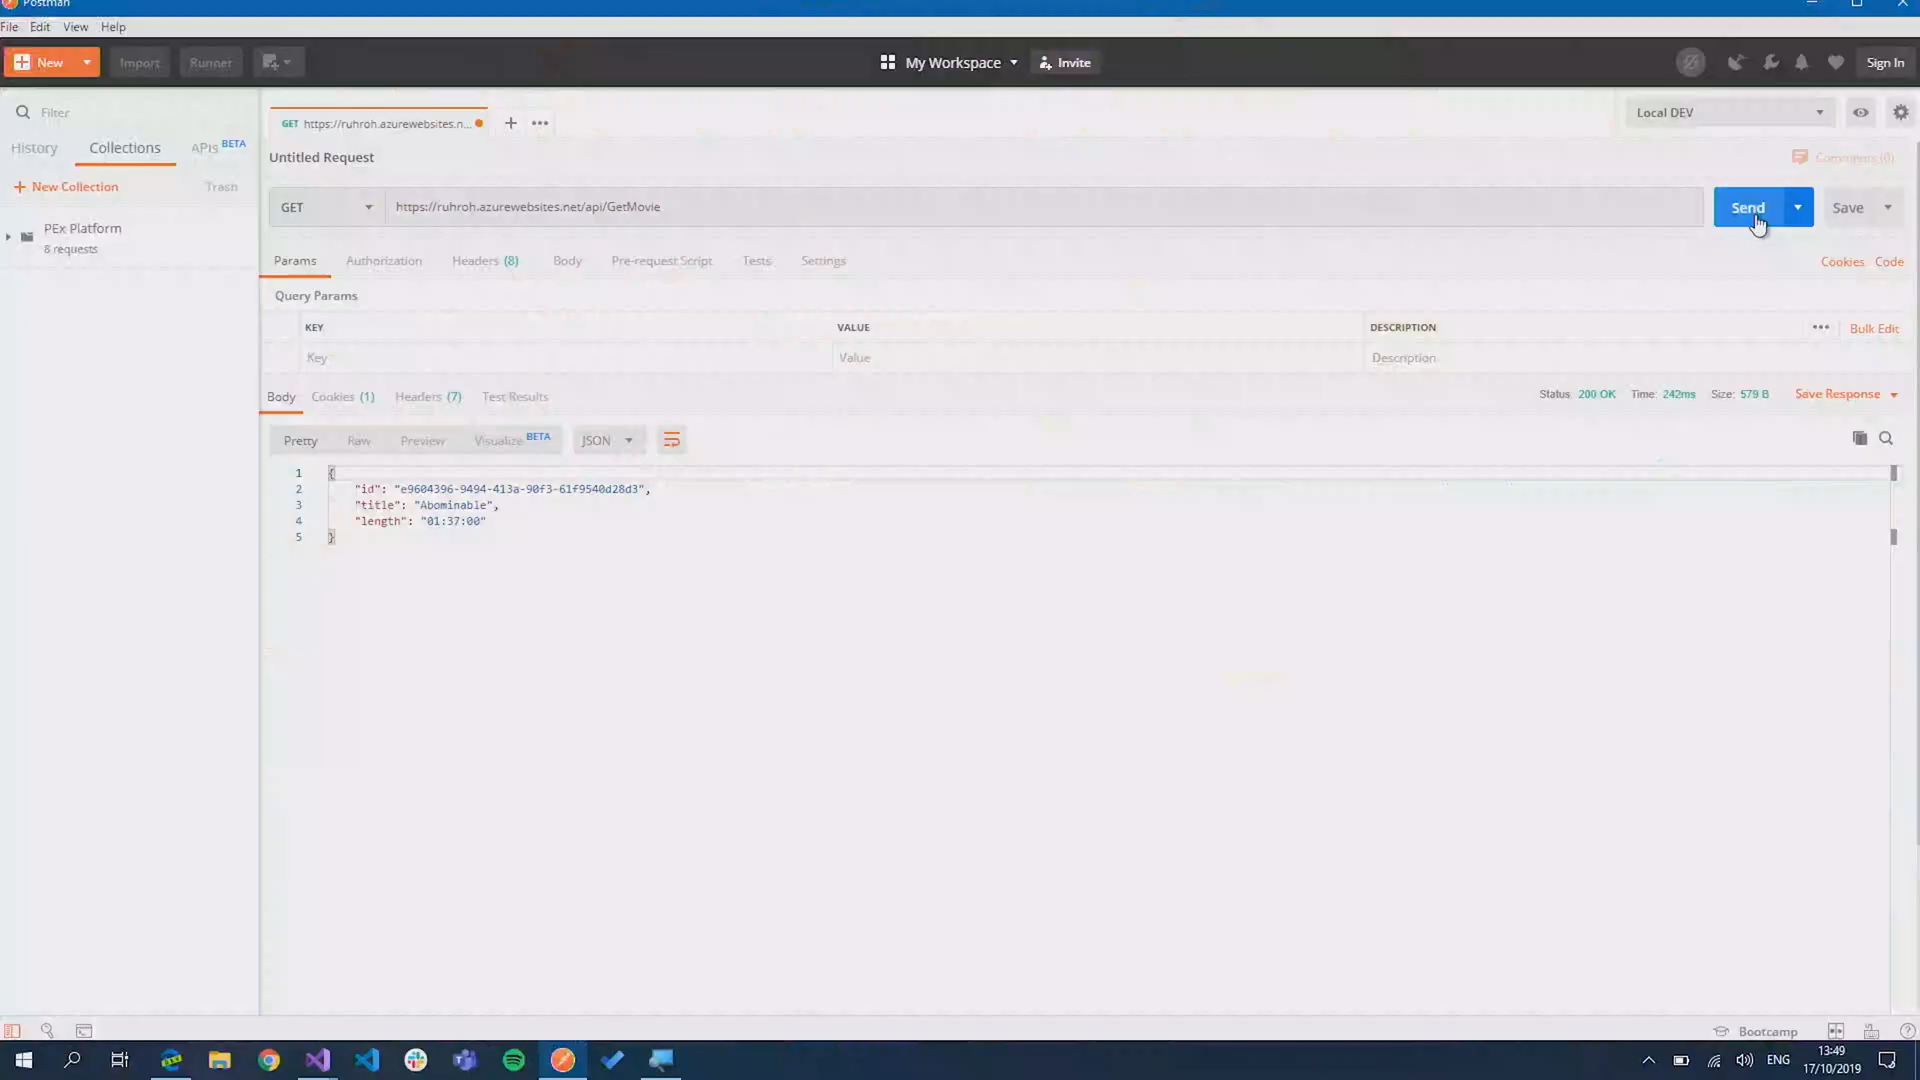 Postman
File Edit View Help
New Import Runner My Workspace Invite Sign In
Filter
History Collections APIs BETA
+ New Collection Trash
PEx Platform
8 requests
GET https://ruhroh.azurewebsites.n... + ••• Local DEV
Untitled Request Comments (0)
GET https://ruhroh.azurewebsites.net/api/GetMovie Send Save
Params Authorization Headers (8) Body Pre-request Script Tests Settings Cookies Code
Query Params
KEY VALUE DESCRIPTION ••• Bulk Edit
Key Value Description
Body Cookies (1) Headers (7) Test Results Status: 200 OK Time: 242ms Size: 579 B Save Response
Pretty Raw Preview Visualize BETA JSON
1 {
2 "id": "e9604396-9494-413a-90f3-61f9540d28d3",
3 "title": "Abominable",
4 "length": "01:37:00"
5 }
Bootcamp
ENG 13:49
17/10/2019